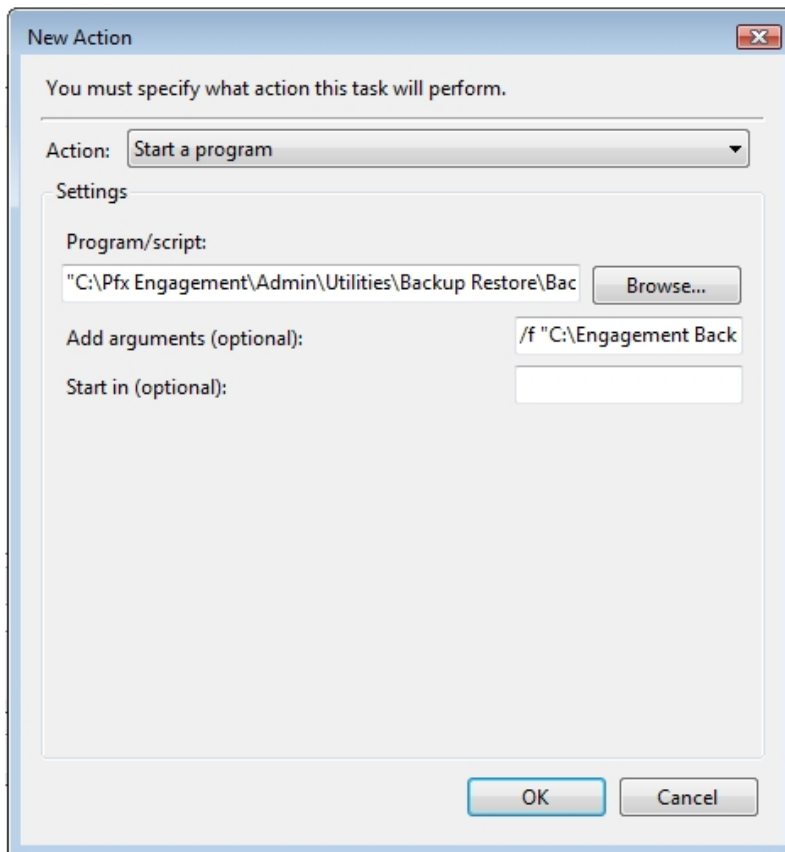 New Action
You must specify what action this task will perform.
Action: Start a program
Settings
Program/script:
"C:\Pfx Engagement\Admin\Utilities\Backup Restore\Bac Browse...
Add arguments (optional): /f "C:\Engagement Back
Start in (optional):
OK Cancel